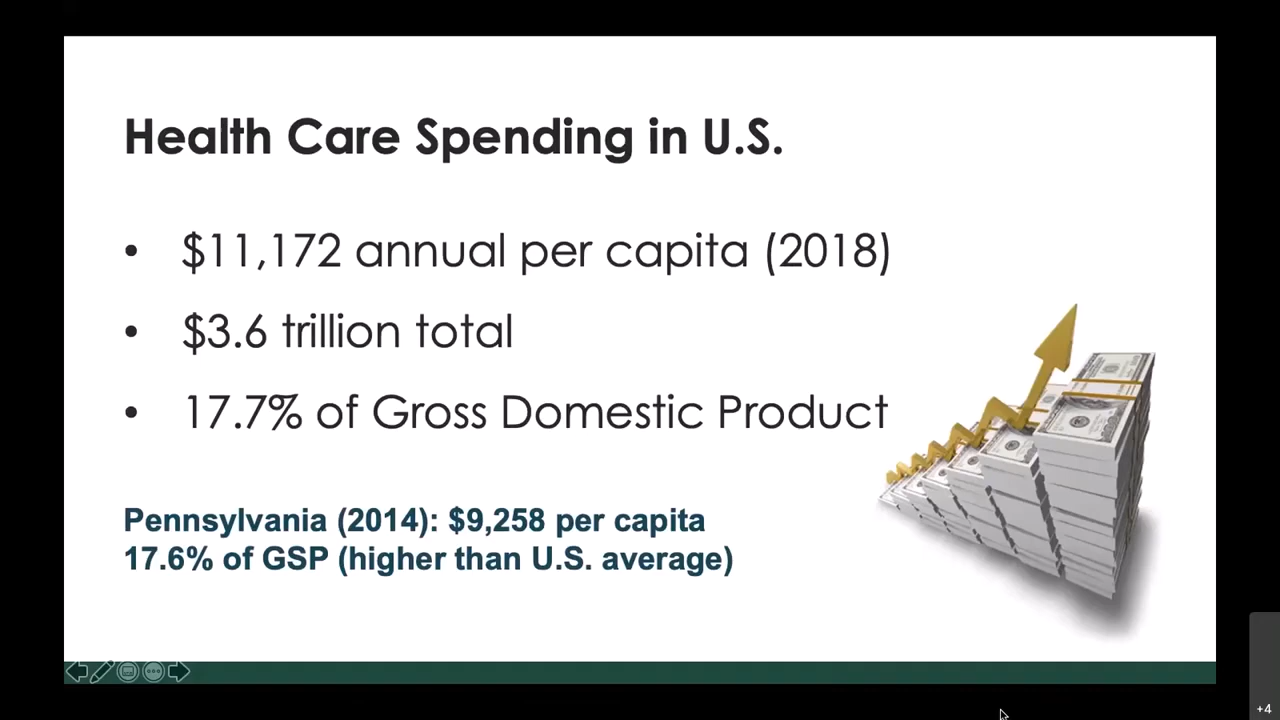 Health Care Spending in U.S.
• $11,172 annual per capita (2018)
• $3.6 trillion total
• 17.7% of Gross Domestic Product
Pennsylvania (2014): $9,258 per capita
17.6% of GSP (higher than U.S. average)
+4